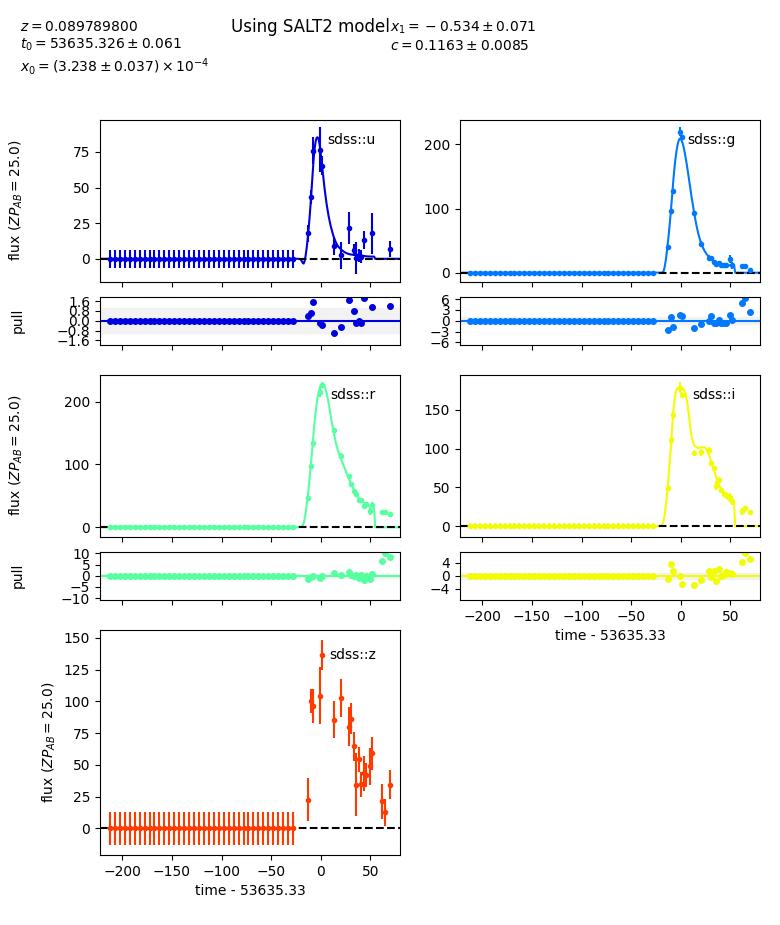 z = 0.089789800
t₀ = 53635.326 ± 0.061
x₀ = (3.238 ± 0.037) × 10⁻⁴
Using SALT2 model
x₁ = −0.534 ± 0.071
c = 0.1163 ± 0.0085
flux (ZP_AB = 25.0)
75
50
25
0
sdss::u
200
100
0
sdss::g
pull
1.6
0.8
0.0
−0.8
−1.6
6
3
0
−3
−6
flux (ZP_AB = 25.0)
200
100
0
sdss::r
150
100
50
0
sdss::i
pull
10
5
0
−5
−10
4
0
−4
−200 −150 −100 −50 0 50
time - 53635.33
flux (ZP_AB = 25.0)
150
125
100
75
50
25
0
sdss::z
−200 −150 −100 −50 0 50
time - 53635.33